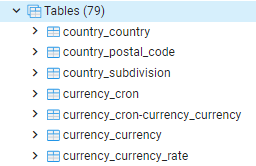 Tables (79)
country_country
country_postal_code
country_subdivision
currency_cron
currency_cron-currency_currency
currency_currency
currency_currency_rate